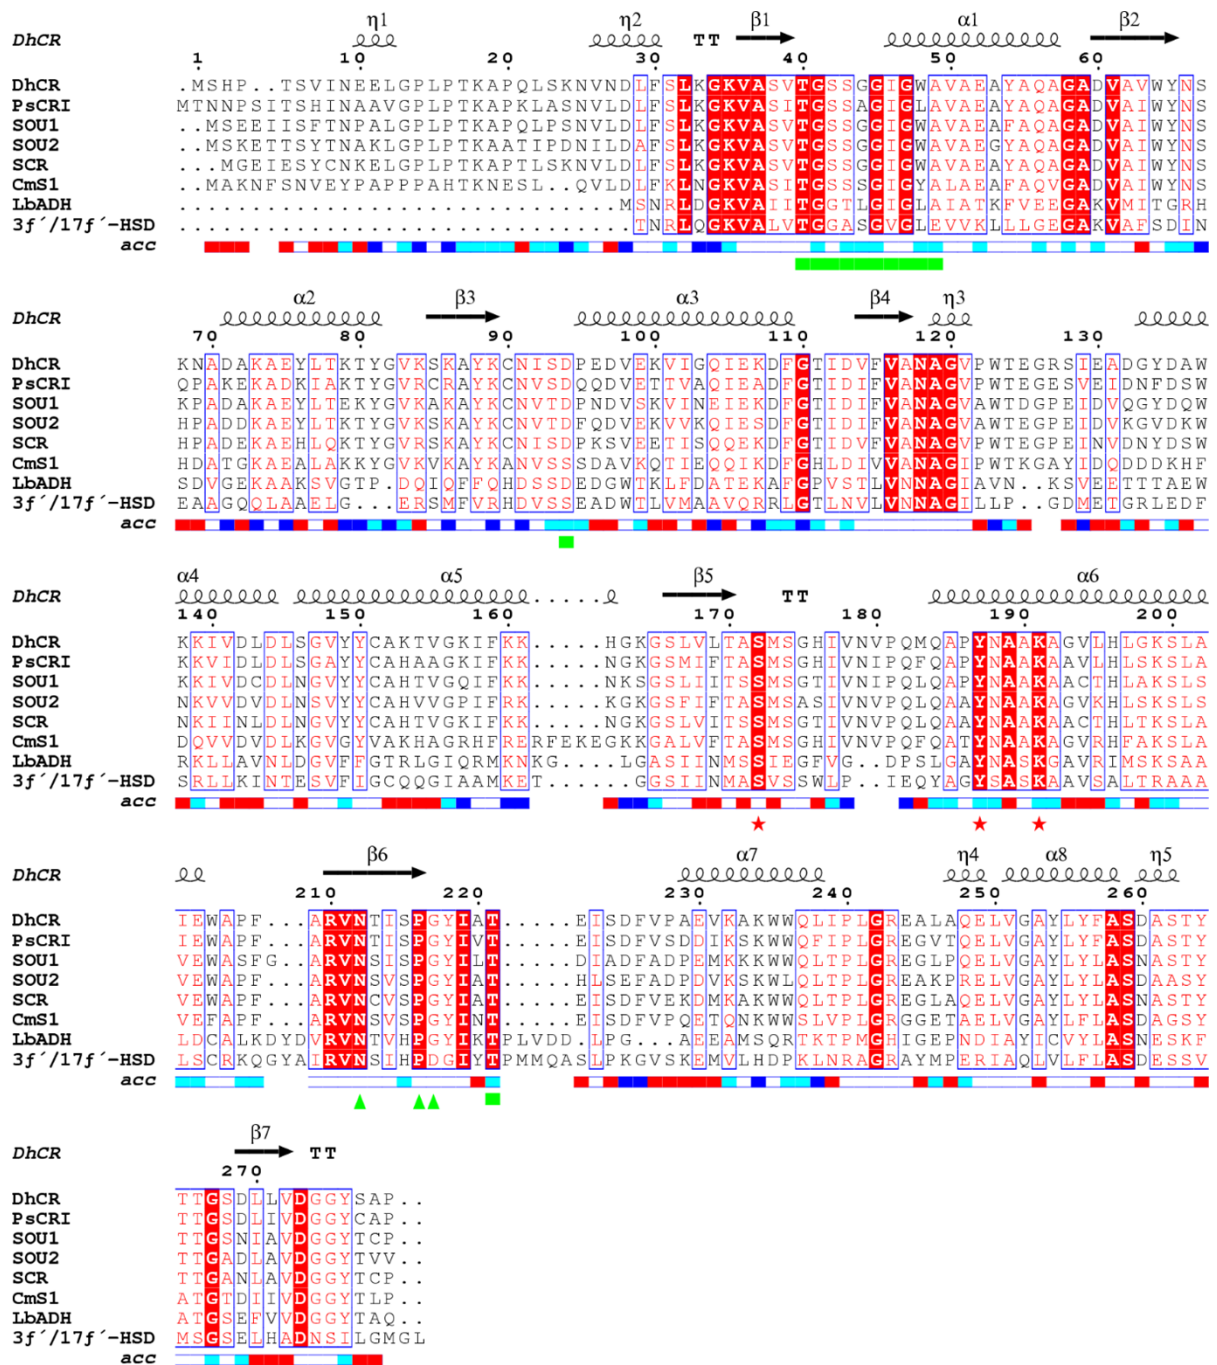 η1 η2 β1 α1 β2
DhCR TT
1 10 20 30 40 50 60
DhCR ..MSHP..TSVINEELGPLPTKAPQLSKNVNDLFSLKGKVASVTGSSGGIGWAVAEAYAQAGADVAVWYNS
PsCRI MTNNPSITSHINAAVGPLPTKAPKLASNVLDLFSLKGKVASITGSSAGIGWAVAEAYAQAGADVAIWYNS
SOU1 ..MSEEIISFTNPALGPLPTKAPQLPSNVLDLFSLKGKVASVTGSSGGIGWAVAEAFAQAGADVAIWYNS
SOU2 ..MSKETTSYTNAKLGPLPTKAATIPDNILDAFSLKGKVASVTGSSGGIGWAVAEGYAQAGADVAIWYNS
SCR ...MGEIESYCNKELGPLPTKAPTLSKNVLDLFSLKGKVASVTGSSGGIGWAVAEAYAQAGADVAIWYNS
CmS1 ..MAKNFSNVEYPAPPPAHTKNESL..QVLDLFKLNGKVASITGSSSGIGYALAEAFAQVGADVAIWYNS
LbADH ..............................MSNRLDGKVAIITGGTLGIGLAIATKFVEEGAKVMITGRH
3f´/17f´-HSD ...............................TNRLQGKVALVTGGASGVGLEVVKLLLGEGAKVAFSDIN
acc
α2 β3 α3 β4 η3
DhCR
70 80 90 100 110 120 130
DhCR KNADAKAEYLTKTYGVKSKAYKCNISDPEDVEKVIGQIEKDFGTIDVFVANAGVPWTEGRSIEADGYDAW
PsCRI QPAKEKADKIAKTYGVRCRAYKCNVSDQQDVETTVAQIEADFGTIDIFVANAGVPWTEGESVEIDNFDSW
SOU1 KPADAKAEYLTEKYGVKAKAYKCNVTDPNDVSKVINEIEKDFGTIDIFVANAGVAWTDGPEIDVQGYDQW
SOU2 HPADDKAEYLQKTYGVRSKAYKCNVTDFQDVEKVVKQIESDFGTIDIFVANAGVPWTEGPEIDVKGVDKW
SCR HPADEKAEHLQKTYGVRSKAYKCNISDPKSVEETISQQEKDFGTIDVFVANAGVPWTEGPEINVDNYDSW
CmS1 HDATGKAEALAKKYGVKVKAYKANVSSSDAVKQTIEQQIKDFGHLDIVVANAGIPWTKGAYIDQDDDKHF
LbADH SDVGEKAAKSVGTP.DQIQFFQHDSSEDGWTKLFDATEKAFGPVSTLVNNAGIAVN..KSVEETTTAEW
3f´/17f´-HSD EAAGQQLAAELG...ERSMFVRHDVSSEADWTLVMAAVQRRLGTLNVLVNNAGILLP..GDMETGRLEDF
acc
α4 α5 β5 α6
DhCR TT
140 150 160 170 180 190 200
DhCR KKIVDLDLSGVYYCAKTVGKIFKK.....HGKGSLVLTASMSGHIVNVPQMQAPYNAAKAGVLHLGKSLA
PsCRI KKVIDLDLSGAYYCAHAAGKIFKK.....NGKGSMIFTASMSGHIVNIPQMQAPYNAAKAAVLHLAKSLA
SOU1 KKIVDCDLNGVYYCAHTVGQIFKK.....NKSGSLIITSSMSGTIVNIPQLQAPYNAAKAACTHLAKSLS
SOU2 NKVVDVDLNSVYYCAHVVGPIFRK.....KGKGSFIFTASMSASIVNVPQLQAAYNAAKAGVKHLSKSLS
SCR NKIINLDLNGVYYCAHTVGKIFKK.....NGKGSLVITSSMSGTIVNVPQLQAAYNAAKAACTHLTKSLA
CmS1 DQVVDVDLKGVGYVAKHAGRHFRERFEKEGKKGALVFTASMSGHIVNVPQFQATYNAAKAGVRHFAKSLA
LbADH RKLLAVNLDGVFFGTRLGIQRMKNKG....LGASIINMSSIEGFVG.DPSLGAYNASKGAVRIMSKSAA
3f´/17f´-HSD SRLLKINTESVFIGCQQGIAAMKET......GGSIINMASVSSWLP.IEQYAGYSASKAAVSALTRAAA
acc
β6 α7 η4 α8 η5
DhCR
210 220 230 240 250 260
DhCR IEWAPF...ARVNTISPGYIAT.....EISDFVPAEVKAKWWQLIPLGREALAQELVGAYLYFASDASTY
PsCRI IEWAPF...ARVNTISPGYIVT.....EISDFVSDDIKSKWWQFIPLGREGVTQELVGAYLYFASDASTY
SOU1 VEWASFG..ARVNSISPGYILT.....DIADFADPEMKAKWWQLTPLGREGLPQELVGAYLYLASNASTY
SOU2 VEWAPF...ARVNSVSPGYIAT.....HLSEFADPDVKSKWLQLTPLGREAKPRELVGAYLYLASDAASY
SCR VEWAPF...ARVNCVSPGYIAT.....EISDFVEKDMKAKWWQLTPLGREGLAQELVGAYLYLASNASTY
CmS1 VEFAPF...ARVNSVSPGYINT.....EISDFVPQETQNKWWSLVPLGRGGETAELVGAYLFLASDAGSY
LbADH LDCALKDYDVRVNTVHPGYIKTPLVDD.LPG..AEEAMSQRTKTPMGHIGEPNDIAYICVYLASNESKF
3f´/17f´-HSD LSCRKQGYAIRVNSIHPDGIYTPMMQASLPKGVSKEMVLHDPKLNRAGRAYMPERIAQLVLFLASDESSV
acc
β7
DhCR TT
270
DhCR TTGSDLLVDGGYSAP..
PsCRI TTGSDLIVDGGYCAP..
SOU1 TTGSNIAVDGGYTCP..
SOU2 TTGADLAVDGGYTVV..
SCR TTGANLAVDGGYTCP..
CmS1 ATGTDIIVDGGYTLP..
LbADH ATGSEFVVDGGYTAQ..
3f´/17f´-HSD MSGSELHADNSILGMGL
acc